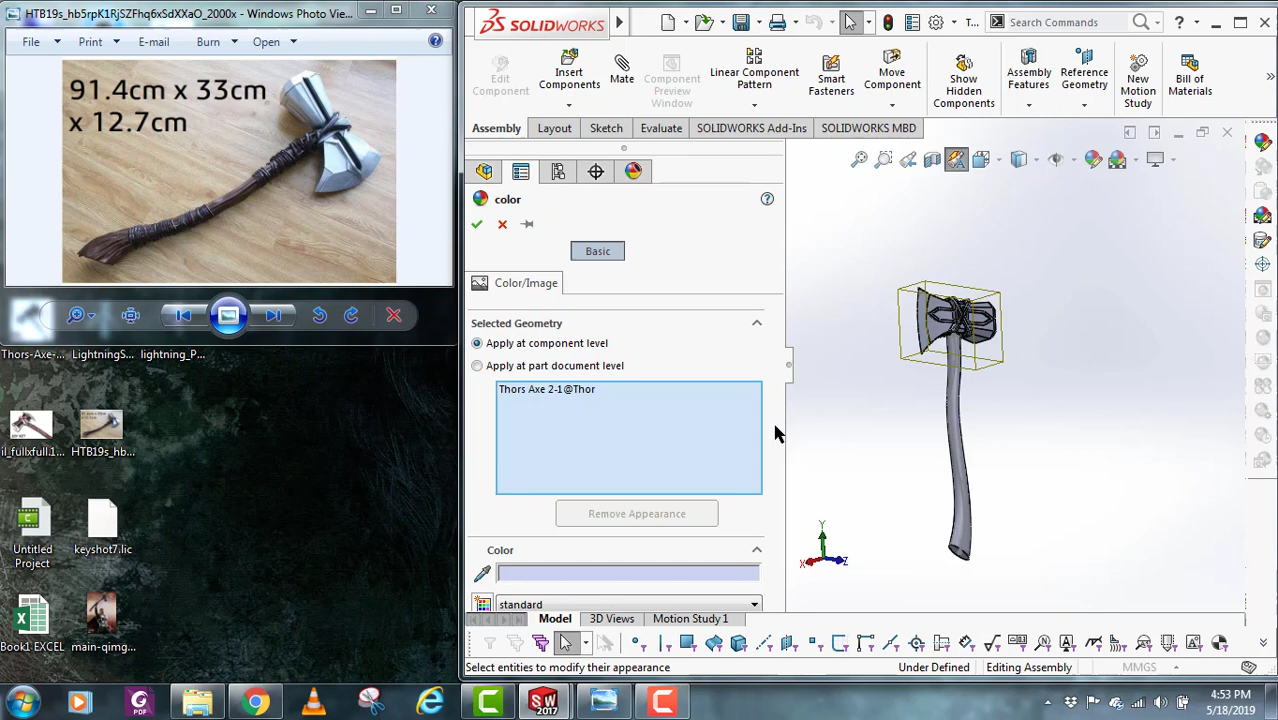 HTB19s_hb5rpK1RjSZFhq6xSdXXaO_2000x - Windows Photo Vie...
File Print E-mail Burn Open
91.4cm x 33cm
x 12.7cm
Thors-Axe-... LightningS... lightning_P...
il_fullxfull.1... HTB19s_hb...
Untitled Project
keyshot7.lic
Book1 EXCEL
main-qimg...
SOLIDWORKS
T...
Search Commands
Edit Component
Insert Components
Mate
Component Preview Window
Linear Component Pattern
Smart Fasteners
Move Component
Show Hidden Components
Assembly Features
Reference Geometry
New Motion Study
Bill of Materials
Assembly Layout Sketch Evaluate SOLIDWORKS Add-Ins SOLIDWORKS MBD
color
Basic
Color/Image
Selected Geometry
Apply at component level
Apply at part document level
Thors Axe 2-1@Thor
Remove Appearance
Color
standard
Y
X
Z
Model 3D Views Motion Study 1
Select entities to modify their appearance
Under Defined Editing Assembly MMGS
PDF
SW
2017
4:53 PM
5/18/2019